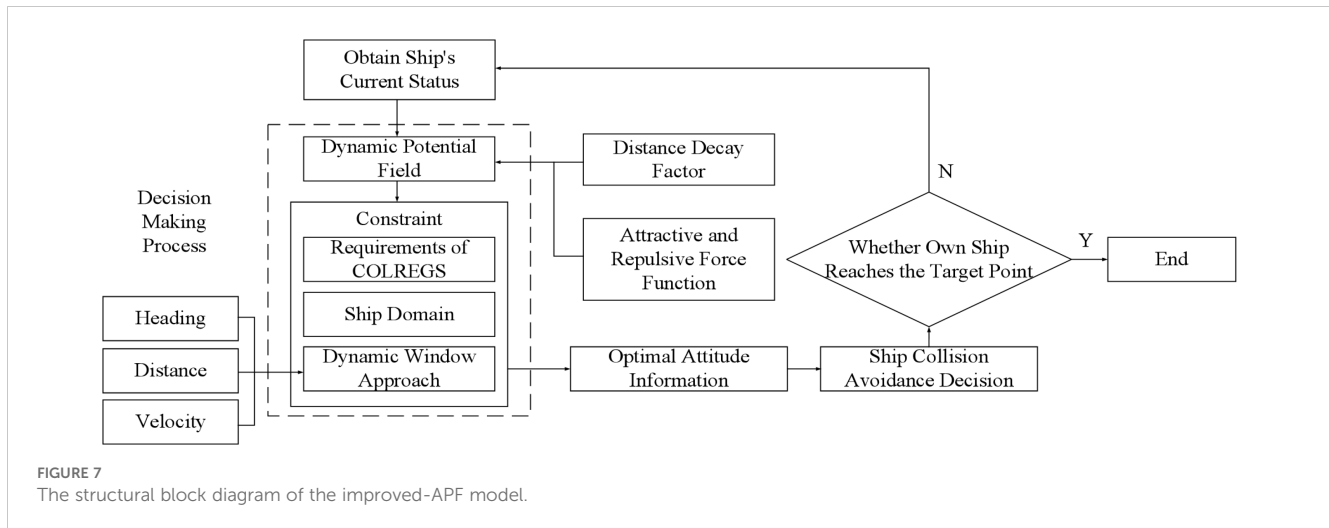 Obtain Ship's
Current Status
Dynamic Potential
Field
Distance Decay
Factor
N
Decision
Making
Process
Constraint
Requirements of
COLREGS
Attractive and
Repulsive Force
Function
Whether Own Ship
Reaches the Target Point
Y
End
Heading
Ship Domain
Distance
Dynamic Window
Approach
Optimal Attitude
Information
Ship Collision
Avoidance Decision
Velocity
FIGURE 7
The structural block diagram of the improved-APF model.